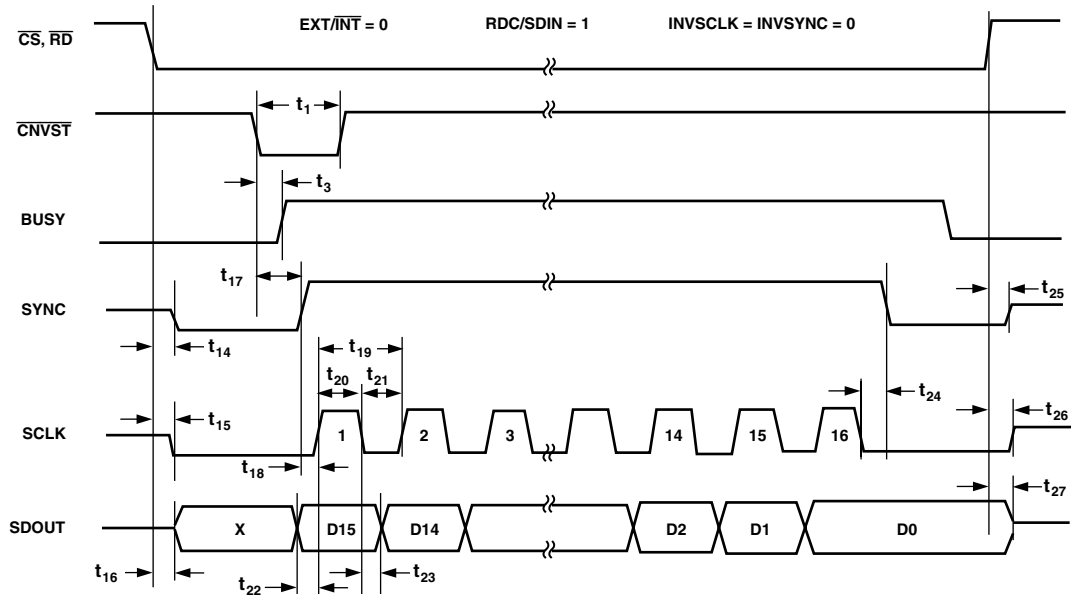 EXT/INT = 0 RDC/SDIN = 1 INVSCLK = INVSYNC = 0
CS, RD
t1
CNVST
t3
BUSY
t17
SYNC
t25
t14
t19
t20 t21
t24
t15
t26
SCLK
1 2 3 14 15 16
t18
t27
SDOUT
X D15 D14 D2 D1 D0
t16
t22
t23